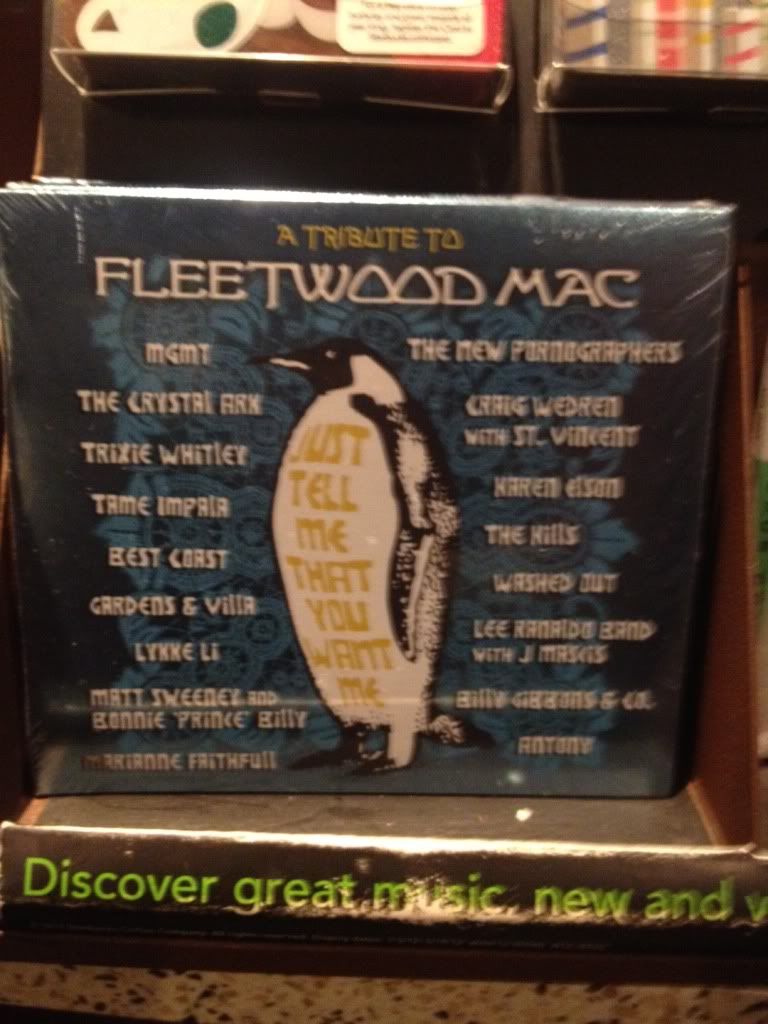 A TRIBUTE TO
FLEETWOOD MAC
MGMT
THE CRYSTAL ARK
TRIXIE WHITLEY
TAME IMPALA
BEST COAST
GARDENS & VILLA
LYKKE LI
MATT SWEENEY AND
BONNIE 'PRINCE' BILLY
MARIANNE FAITHFULL
JUST
TELL
ME
THAT
YOU
WANT
ME
THE NEW PORNOGRAPHERS
CRAIG WEDREN
WITH ST. VINCENT
KAREN ELSON
THE KILLS
WASHED OUT
LEE RANALDO BAND
WITH J MASCIS
BILLY GIBBONS & CO.
ANTONY
Discover great music, new and